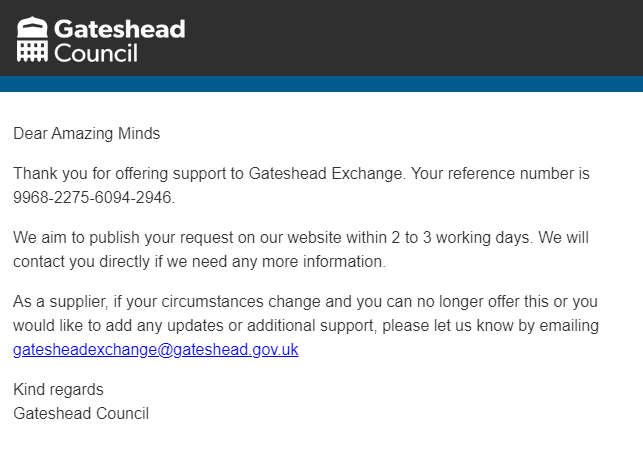 Gateshead
Council
Dear Amazing Minds
Thank you for offering support to Gateshead Exchange. Your reference number is
9968-2275-6094-2946.
We aim to publish your request on our website within 2 to 3 working days. We will
contact you directly if we need any more information.
As a supplier, if your circumstances change and you can no longer offer this or you
would like to add any updates or additional support, please let us know by emailing
gatesheadexchange@gateshead.gov.uk
Kind regards
Gateshead Council